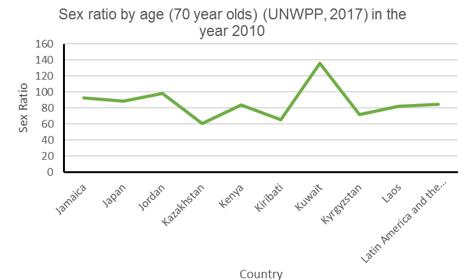 Sex ratio by age (70 year olds) (UNWPP, 2017) in the
year 2010
160
140
120
100
80
60
40
20
0
Sex Ratio
Jamaica
Japan
Jordan
Kazakhstan
Kenya
Kiribati
Kuwait
Kyrgyzstan
Laos
Latin America and the...
Country